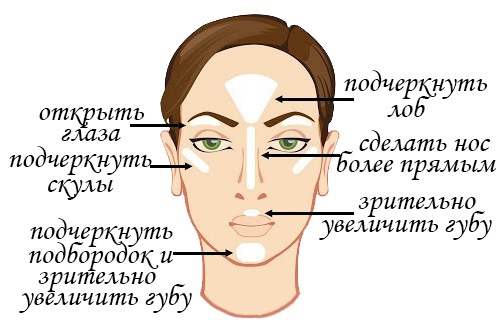 подчеркнуть
лоб
открыть
глаза
сделать нос
более прямым
подчеркнуть
скулы
зрительно
увеличить губу
подчеркнуть
подбородок и
зрительно
увеличить губу